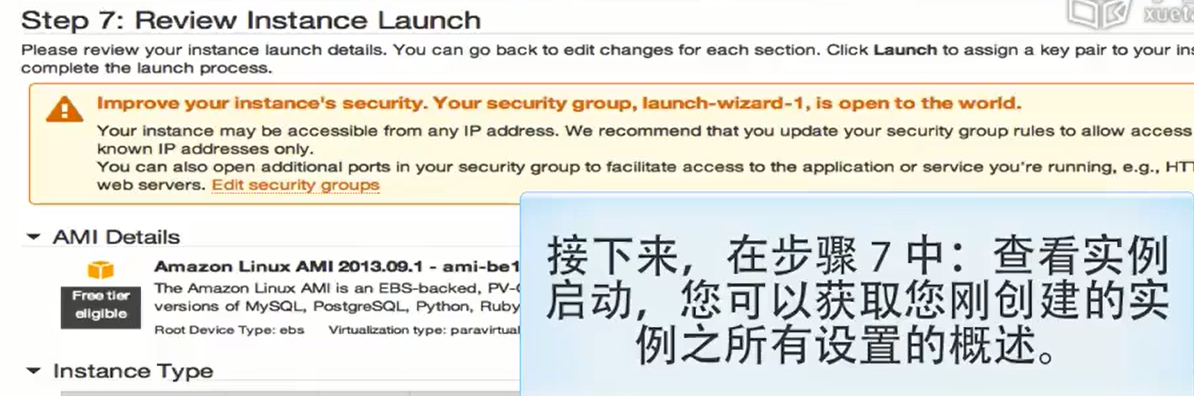 Step 7: Review Instance Launch
Please review your instance launch details. You can go back to edit changes for each section. Click Launch to assign a key pair to your
complete the launch process.
Improve your instance's security. Your security group, launch-wizard-1, is open to the world.
Your instance may be accessible from any IP address. We recommend that you update your security group rules to allow access
known IP addresses only.
You can also open additional ports in your security group to facilitate access to the application or service you're running, e.g.,
web servers. Edit security groups
AMI Details
Amazon Linux AMI 2013.09.1 - ami-be1
Free tier
eligible
The Amazon Linux AMI is an EBS-backed,
versions of MySQL, PostgreSQL, Python, Ruby
Root Device Type: ebs Virtualization type: paravirtual
Instance Type
接下来，在步骤 7 中：查看实例
启动，您可以获取您刚创建的实
例之所有设置的概述。